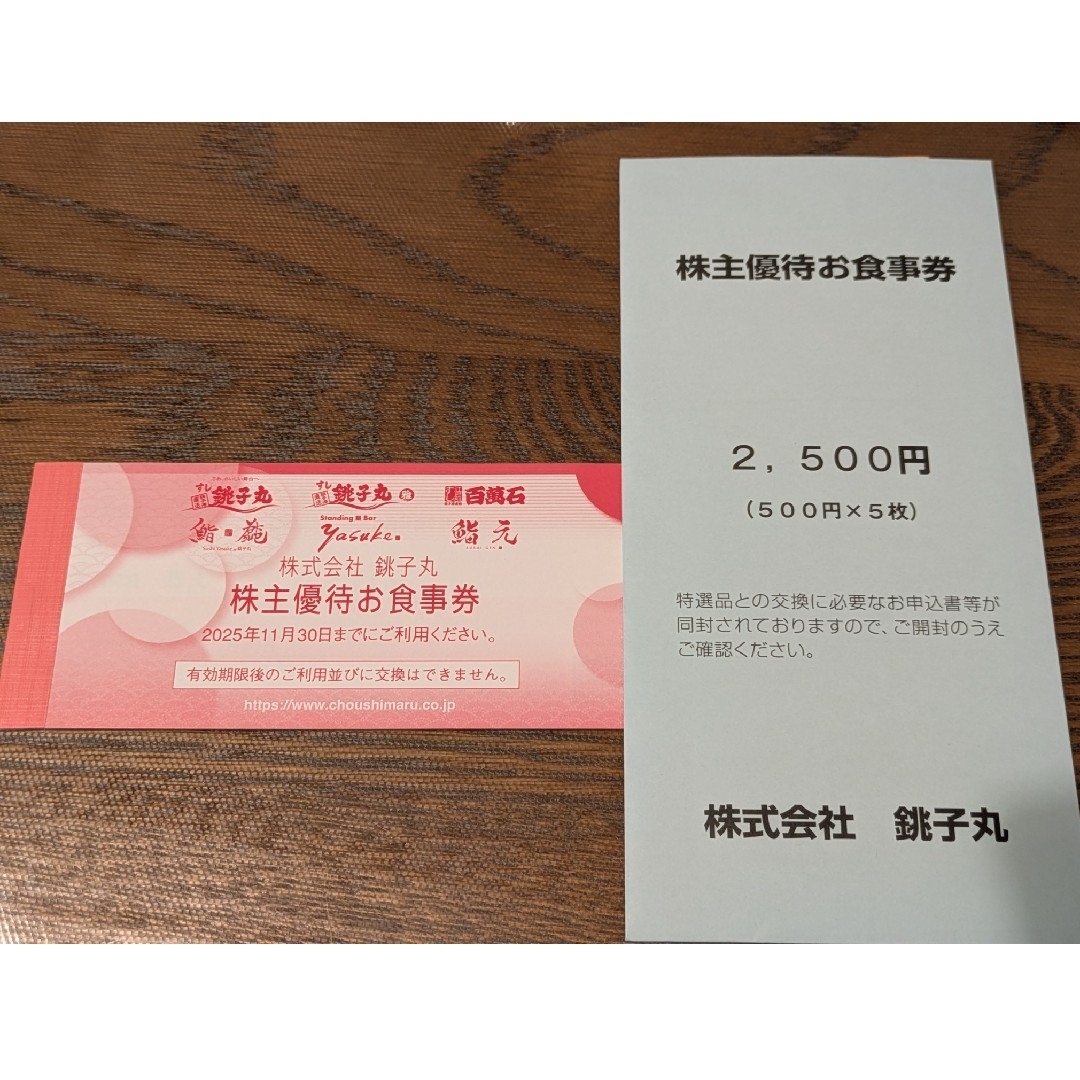 すし
銚子丸
すし
銚子丸
雅
百萬石
鮨
Standing 鮨 Bar
yasuke
鮨 元
株式会社 銚子丸
株主優待お食事券
2025年11月30日までにご利用ください。
有効期限後のご利用並びに交換はできません。
https://www.choushimaru.co.jp
株主優待お食事券
２，５００円
（５００円×５枚）
特選品との交換に必要なお申込書等が
同封されておりますので、ご開封のうえ
ご確認ください。
株式会社　銚子丸